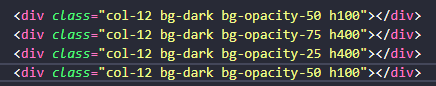 <div class="col-12 bg-dark bg-opacity-50 h100"></div>
<div class="col-12 bg-dark bg-opacity-75 h400"></div>
<div class="col-12 bg-dark bg-opacity-25 h400"></div>
<div class="col-12 bg-dark bg-opacity-50 h100"></div>